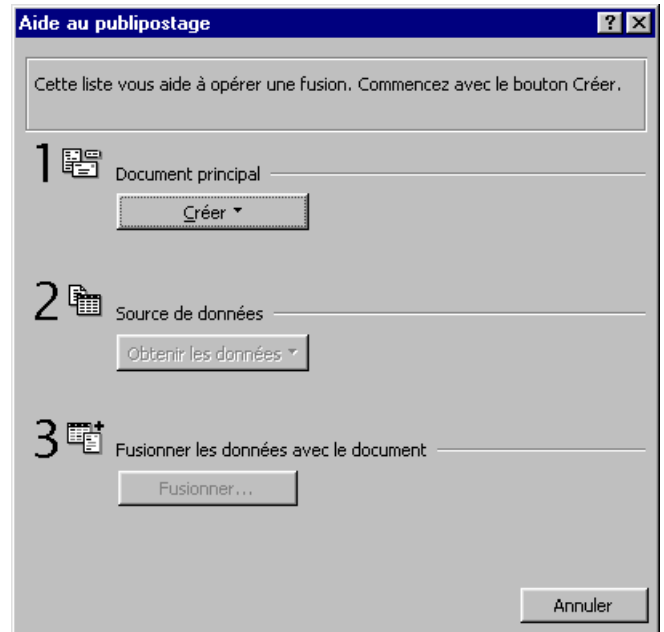 Aide au publipostage
Cette liste vous aide à opérer une fusion. Commencez avec le bouton Créer.
1
Document principal
Créer
2
Source de données
Obtenir les données
3
Fusionner les données avec le document
Fusionner...
Annuler